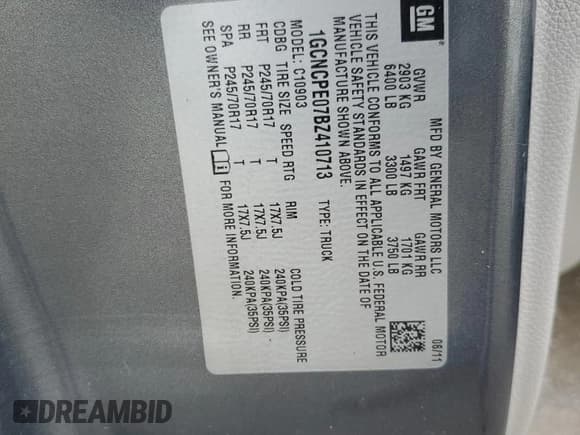 GM
MFD BY GENERAL MOTORS LLC 06/11
GVWR GAWR FRT GAWR RR
2903 KG 1497 KG 1701 KG
6400 LB 3300 LB 3750 LB
THIS VEHICLE CONFORMS TO ALL APPLICABLE U.S. FEDERAL MOTOR
VEHICLE SAFETY STANDARDS IN EFFECT ON THE DATE OF
MANUFACTURE SHOWN ABOVE.
1GCNCPE07BZ410713 TYPE: TRUCK
MODEL: C10903
CDBG TIRE SIZE SPEED RTG RIM COLD TIRE PRESSURE
FRT P245/70R17 T 17X7.5J 240KPA(35PSI)
RR P245/70R17 T 17X7.5J 240KPA(35PSI)
SPA P245/70R17 T 17X7.5J 240KPA(35PSI)
SEE OWNER'S MANUAL FOR MORE INFORMATION.
DREAMBID